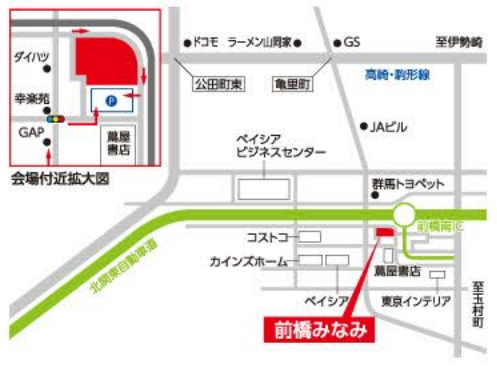 ダイハツ
幸楽苑
GAP
P
蔦屋
書店
会場付近拡大図
ドコモ
ラーメン山岡家
GS
至伊勢崎
公田町東
亀里町
高崎・駒形線
JAビル
ベイシア
ビジネスセンター
群馬トヨペット
前橋南IC
北関東自動車道
コストコ
カインズホーム
ベイシア
蔦屋書店
東京インテリア
至玉村町
前橋みなみ